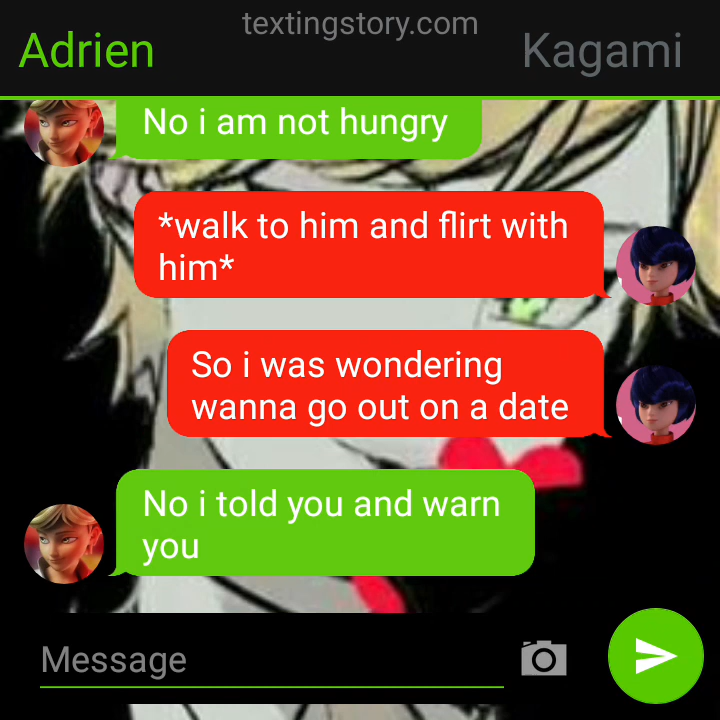 textingstory.com
Adrien
Kagami
No i am not hungry
*walk to him and flirt with
him*
So i was wondering
wanna go out on a date
No i told you and warn
you
Message